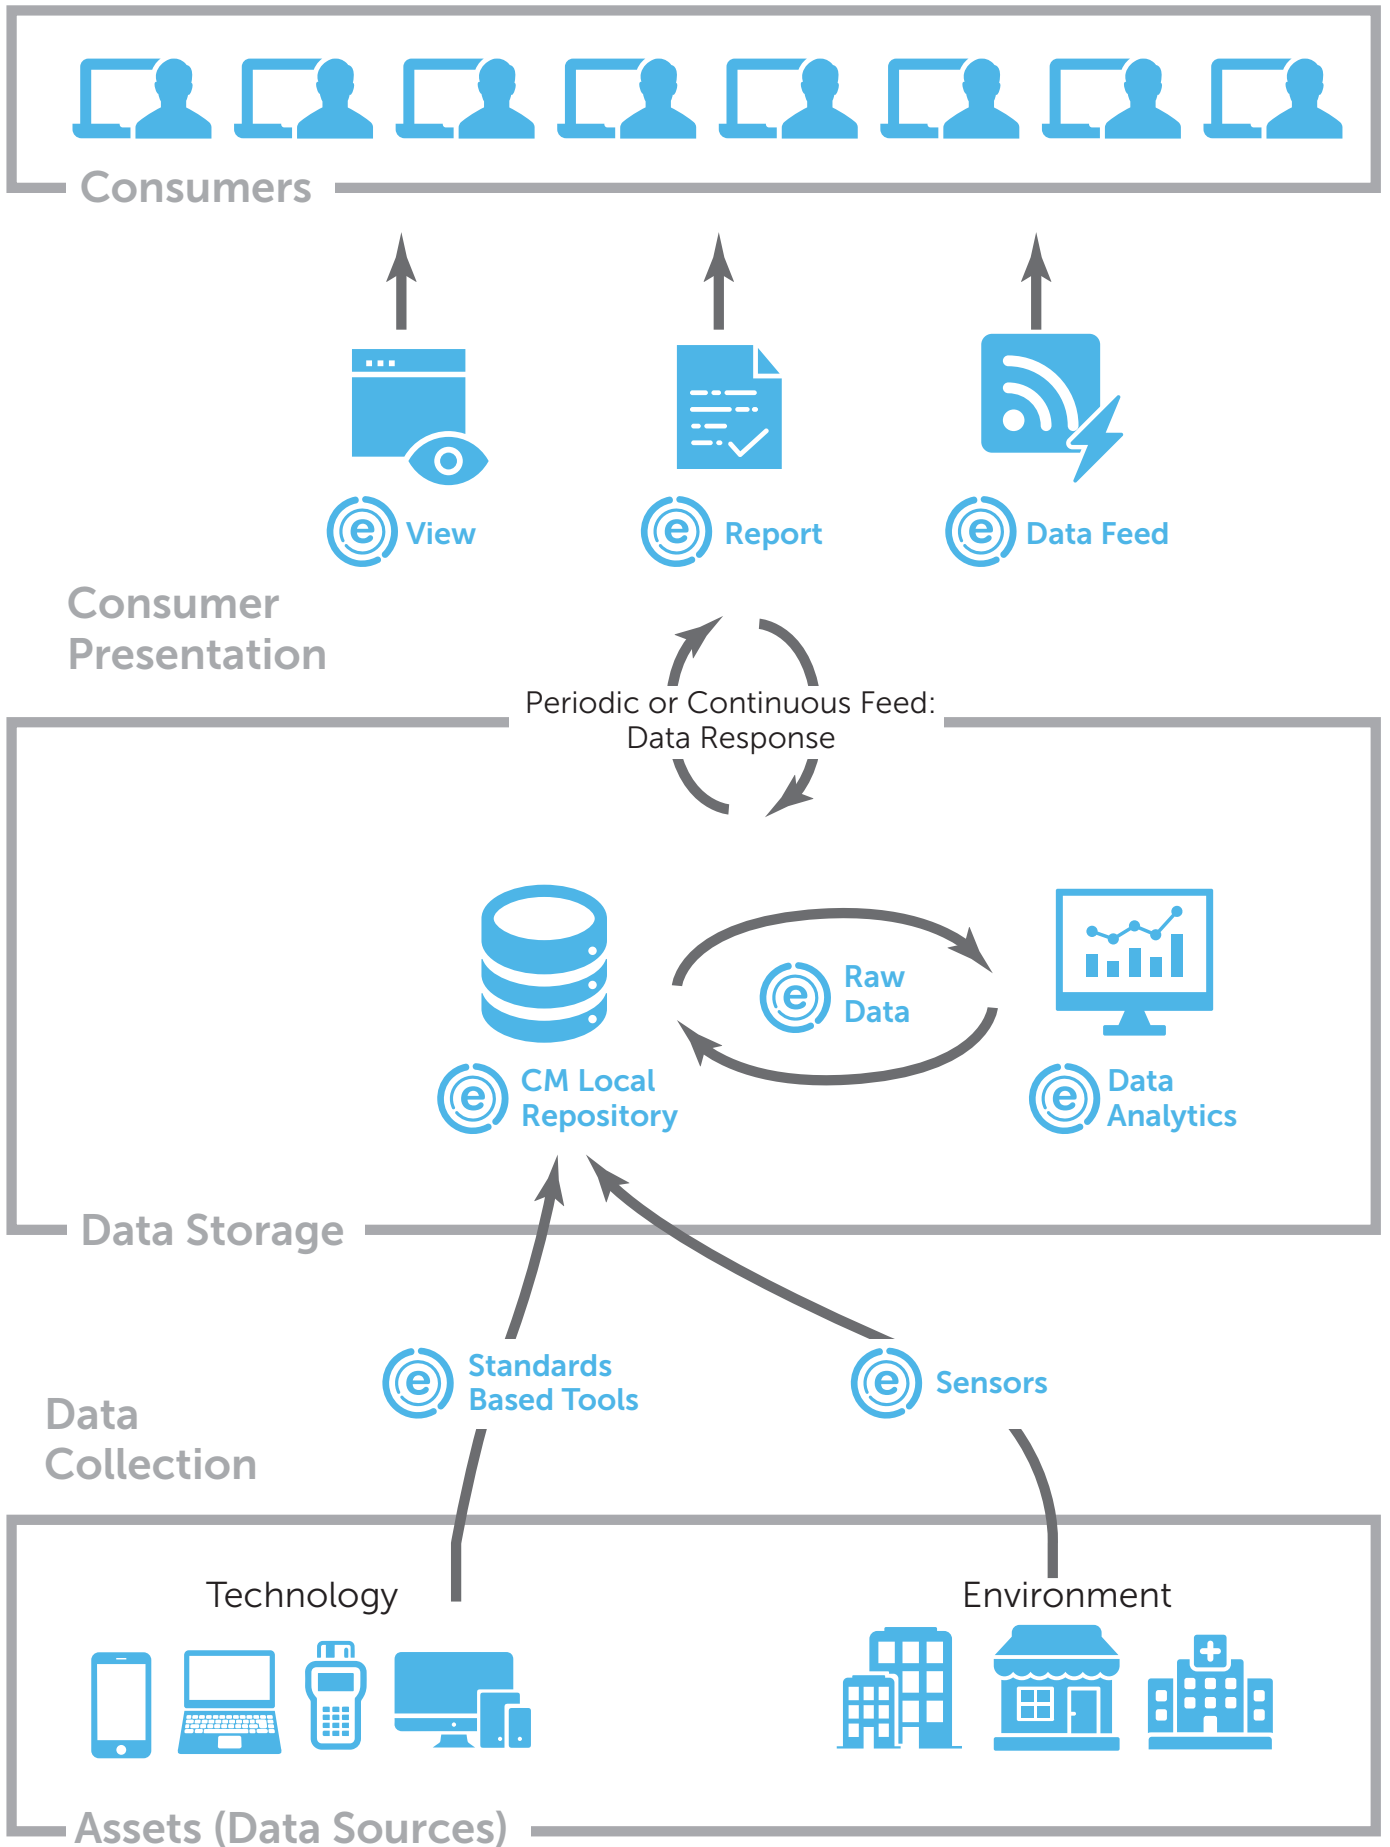 Consumers
e View
e Report
e Data Feed
Consumer
Presentation
Periodic or Continuous Feed:
Data Response
e Raw
Data
e CM Local
Repository
e Data
Analytics
Data Storage
e Standards
Based Tools
e Sensors
Data
Collection
Technology
Environment
Assets (Data Sources)